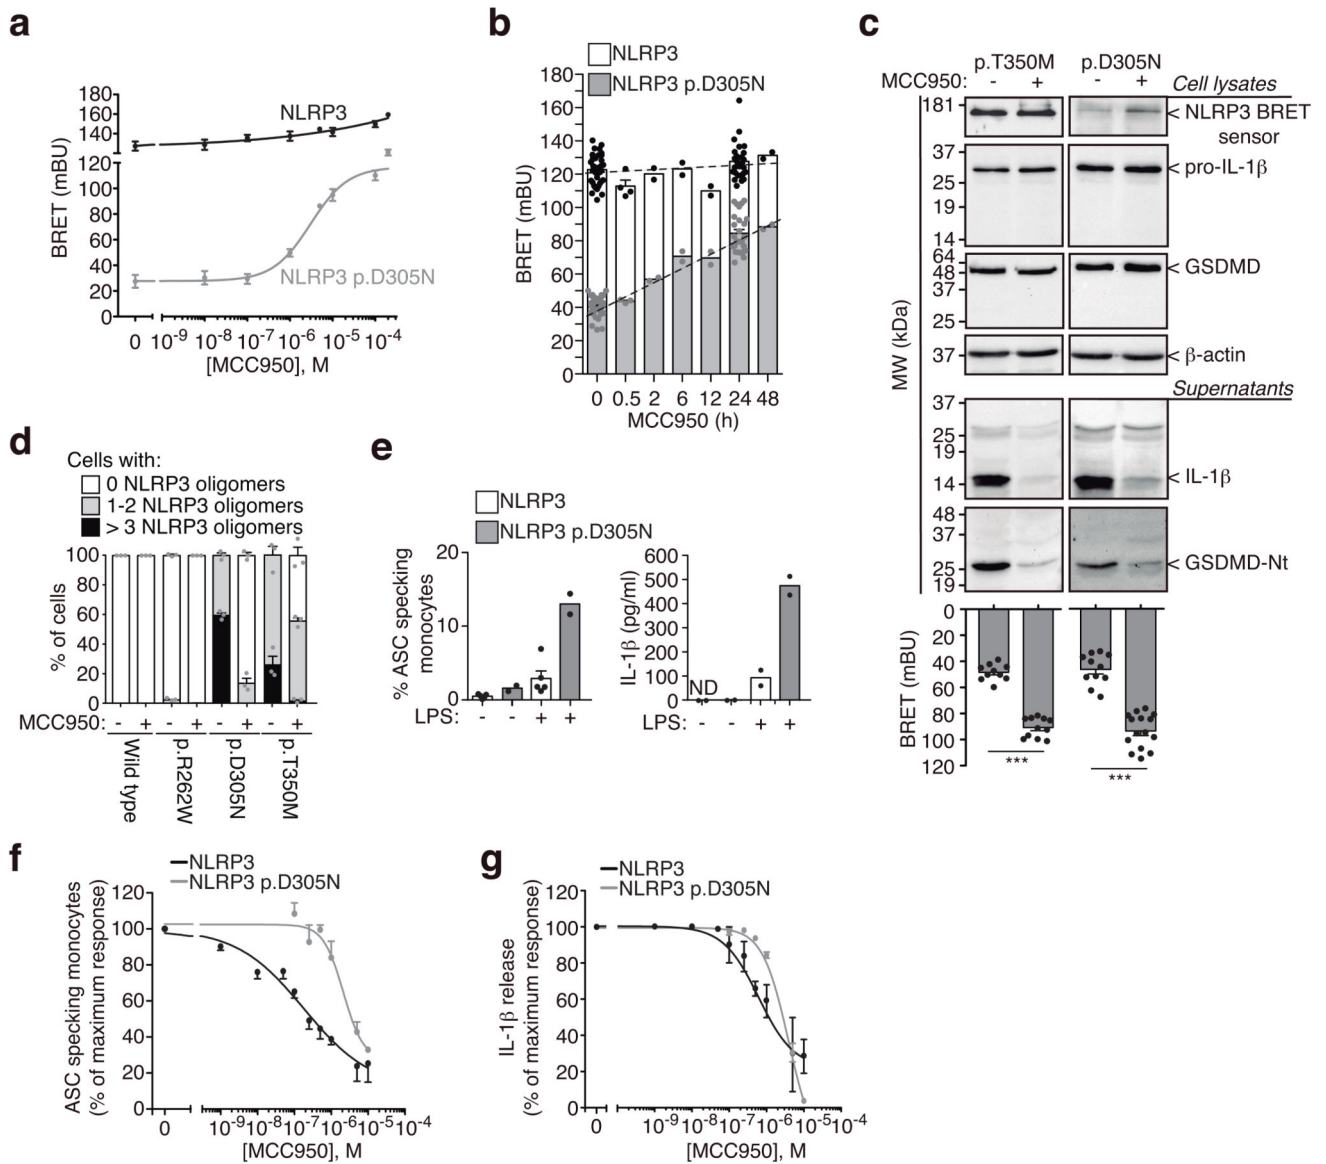 a
BRET (mBU)
180
160
140
120
100
80
60
40
20
0
NLRP3
NLRP3 p.D305N
0 10-9 10-8 10-7 10-6 10-5 10-4
[MCC950], M
b
NLRP3
NLRP3 p.D305N
BRET (mBU)
180
160
140
120
100
80
60
40
20
0
0 0.5 2 6 12 24 48
MCC950 (h)
c
p.T350M p.D305N
MCC950: - + - + Cell lysates
MW (kDa)
181
< NLRP3 BRET
sensor
37
< pro-IL-1β
25
19
14
64
48
< GSDMD
37
25
37
< β-actin
Supernatants
37
25
19
14
< IL-1β
48
37
25
< GSDMD-Nt
19
BRET (mBU)
0
20
40
60
80
100
120
*** ***
d
Cells with:
0 NLRP3 oligomers
1-2 NLRP3 oligomers
> 3 NLRP3 oligomers
% of cells
100
80
60
40
20
0
MCC950: - + - + - + - +
Wild type
p.R262W
p.D305N
p.T350M
e
NLRP3
NLRP3 p.D305N
% ASC specking
monocytes
20
10
0
LPS: - - + +
IL-1β (pg/ml)
600
500
400
300
200
100
0
ND
LPS: - - + +
f
NLRP3
NLRP3 p.D305N
ASC specking monocytes
(% of maximum response)
120
100
80
60
40
20
0
0 10-9 10-8 10-7 10-6 10-5 10-4
[MCC950], M
g
NLRP3
NLRP3 p.D305N
IL-1β release
(% of maximum response)
120
100
80
60
40
20
0
0 10-9 10-8 10-7 10-6 10-5 10-4
[MCC950], M